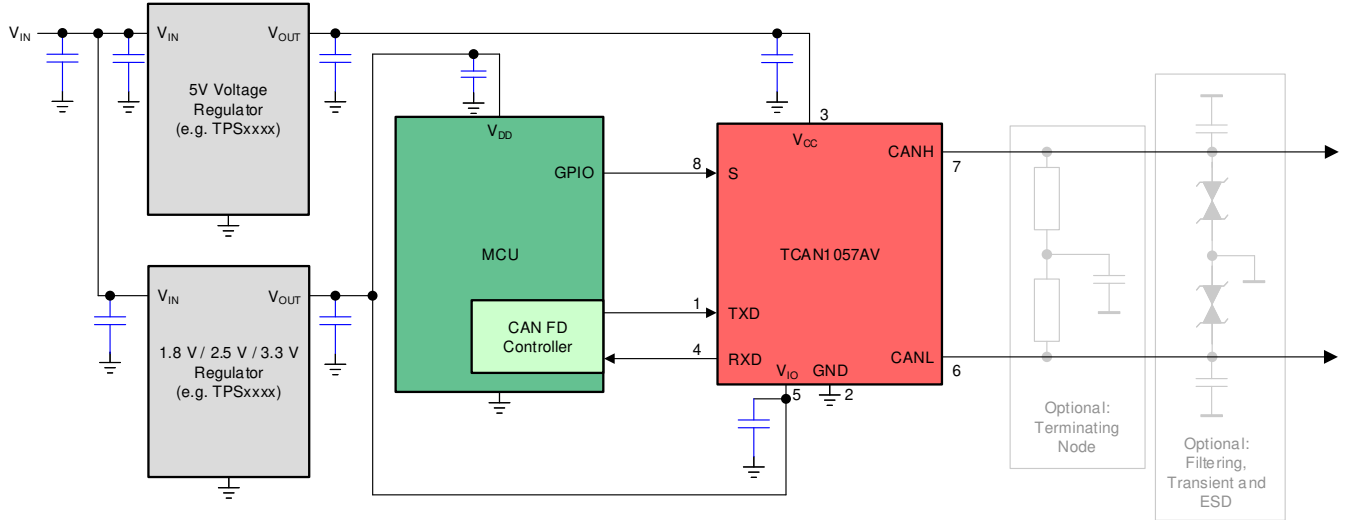 VIN
VIN
VOUT
5V Voltage
Regulator
(e.g. TPSxxxx)
VIN
VOUT
1.8 V / 2.5 V / 3.3 V
Regulator
(e.g. TPSxxxx)
VDD
GPIO
MCU
CAN FD
Controller
8
1
4
3
VCC
CANH
7
S
TCAN1057AV
TXD
RXD
VIO
GND
CANL
6
5
2
Optional:
Terminating
Node
Optional:
Filtering,
Transient and
ESD